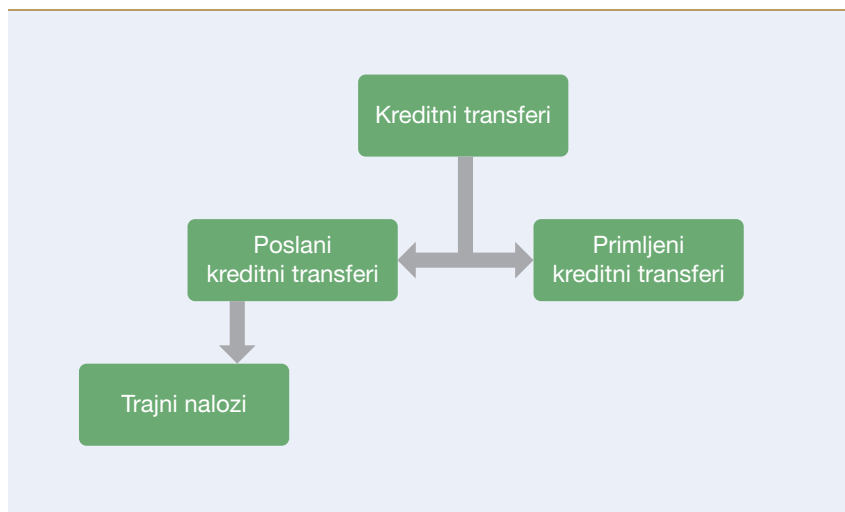 Kreditni transferi
Poslani
kreditni transferi
Primljeni
kreditni transferi
Trajni nalozi